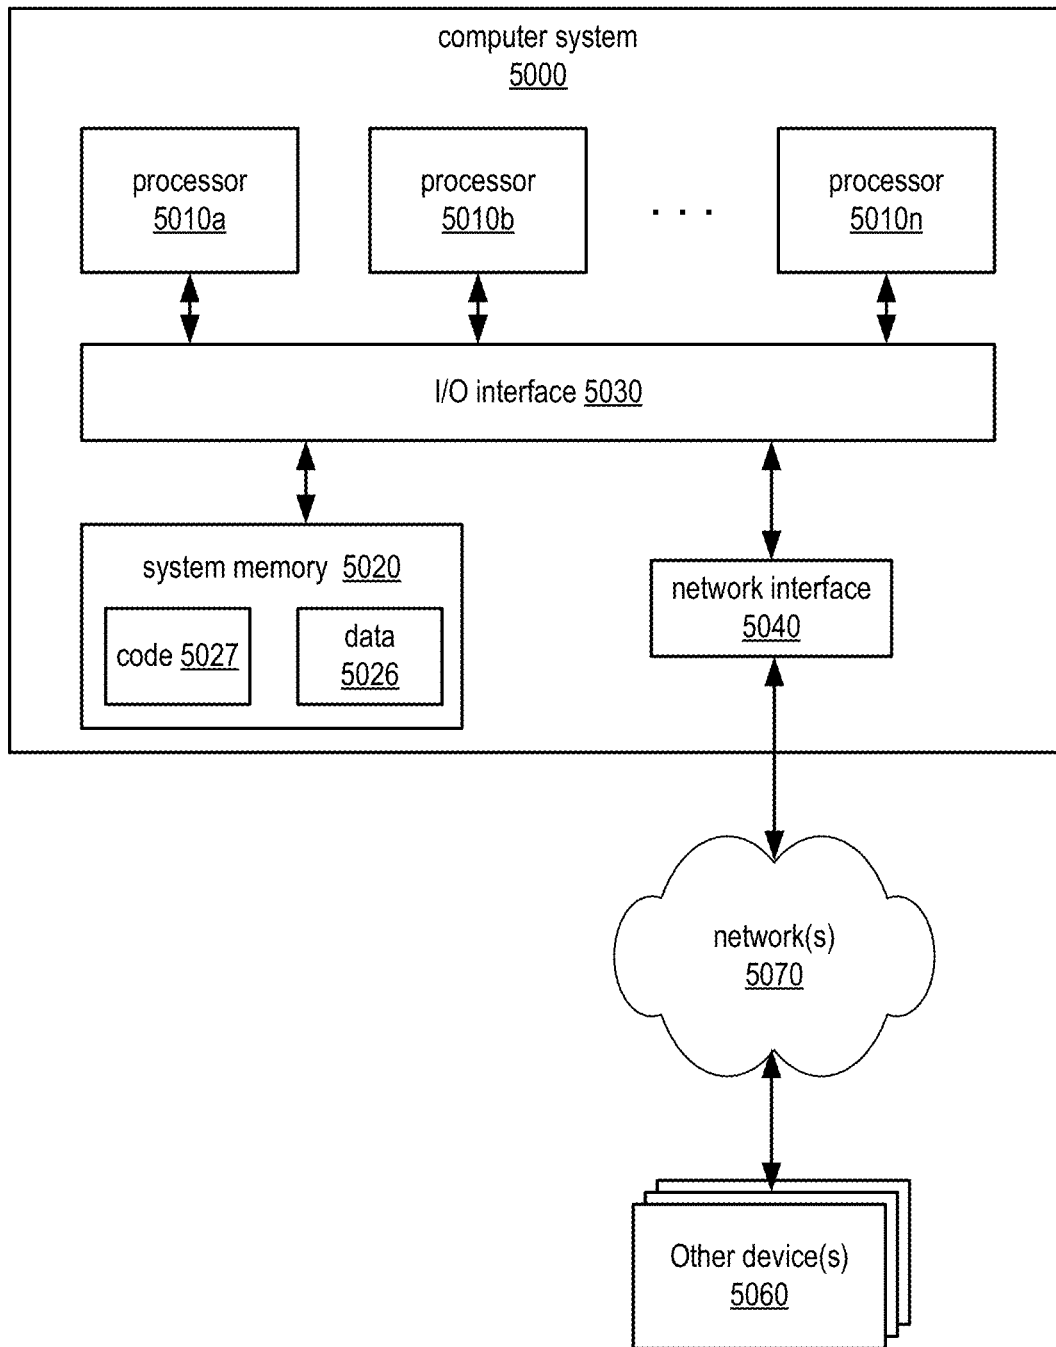 computer system
5000
processor
5010a
processor
5010b
. . .
processor
5010n
I/O interface 5030
system memory 5020
code 5027
data
5026
network interface
5040
network(s)
5070
Other device(s)
5060